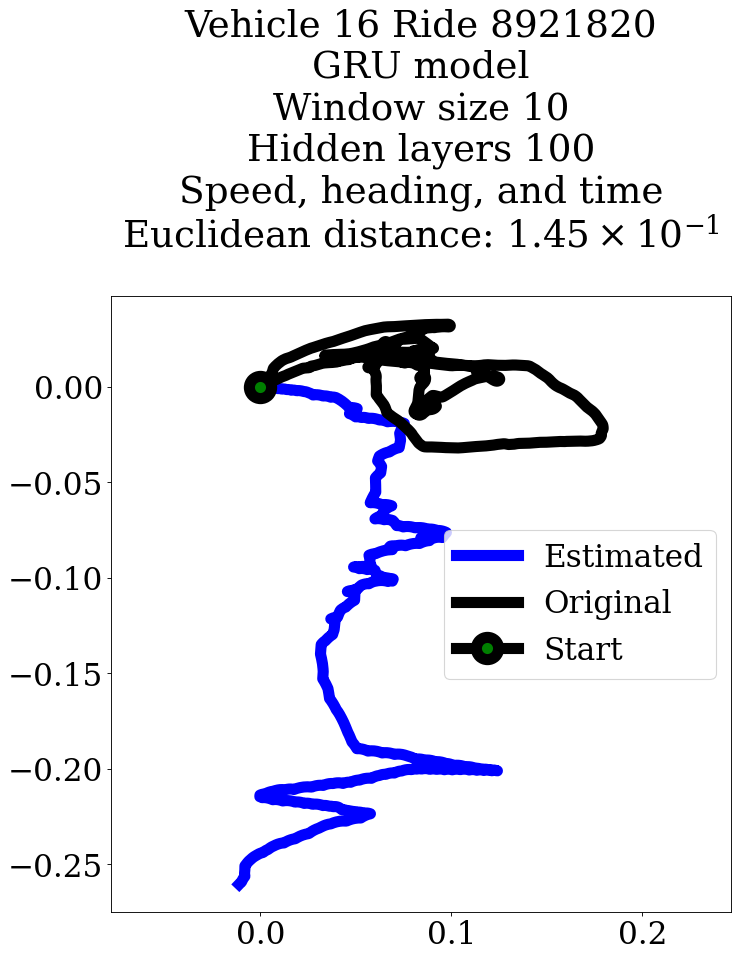 Vehicle 16 Ride 8921820
GRU model
Window size 10
Hidden layers 100
Speed, heading, and time
Euclidean distance: 1.45 × 10⁻¹
0.00
−0.05
−0.10
−0.15
−0.20
−0.25
Estimated
Original
Start
0.0 0.1 0.2